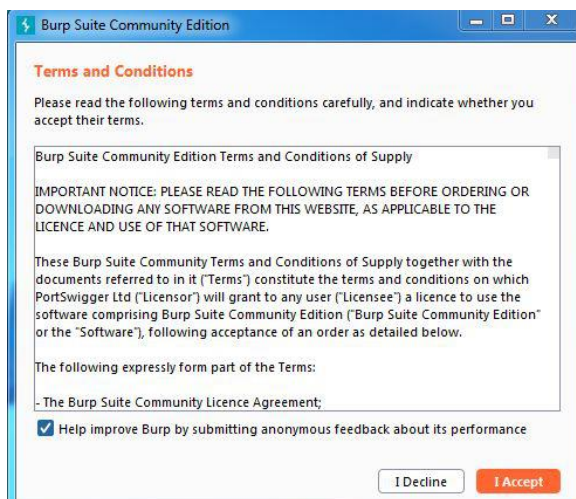 Burp Suite Community Edition
Terms and Conditions
Please read the following terms and conditions carefully, and indicate whether you
accept their terms.
Burp Suite Community Edition Terms and Conditions of Supply
IMPORTANT NOTICE: PLEASE READ THE FOLLOWING TERMS BEFORE ORDERING OR
DOWNLOADING ANY SOFTWARE FROM THIS WEBSITE, AS APPLICABLE TO THE
LICENCE AND USE OF THAT SOFTWARE.
These Burp Suite Community Terms and Conditions of Supply together with the
documents referred to in it ("Terms") constitute the terms and conditions on which
PortSwigger Ltd ("Licensor") will grant to any user ("Licensee") a licence to use the
software comprising Burp Suite Community Edition ("Burp Suite Community Edition"
or the "Software"), following acceptance of an order as detailed below.
The following expressly form part of the Terms:
- The Burp Suite Community Licence Agreement;
Help improve Burp by submitting anonymous feedback about its performance
I Decline
I Accept